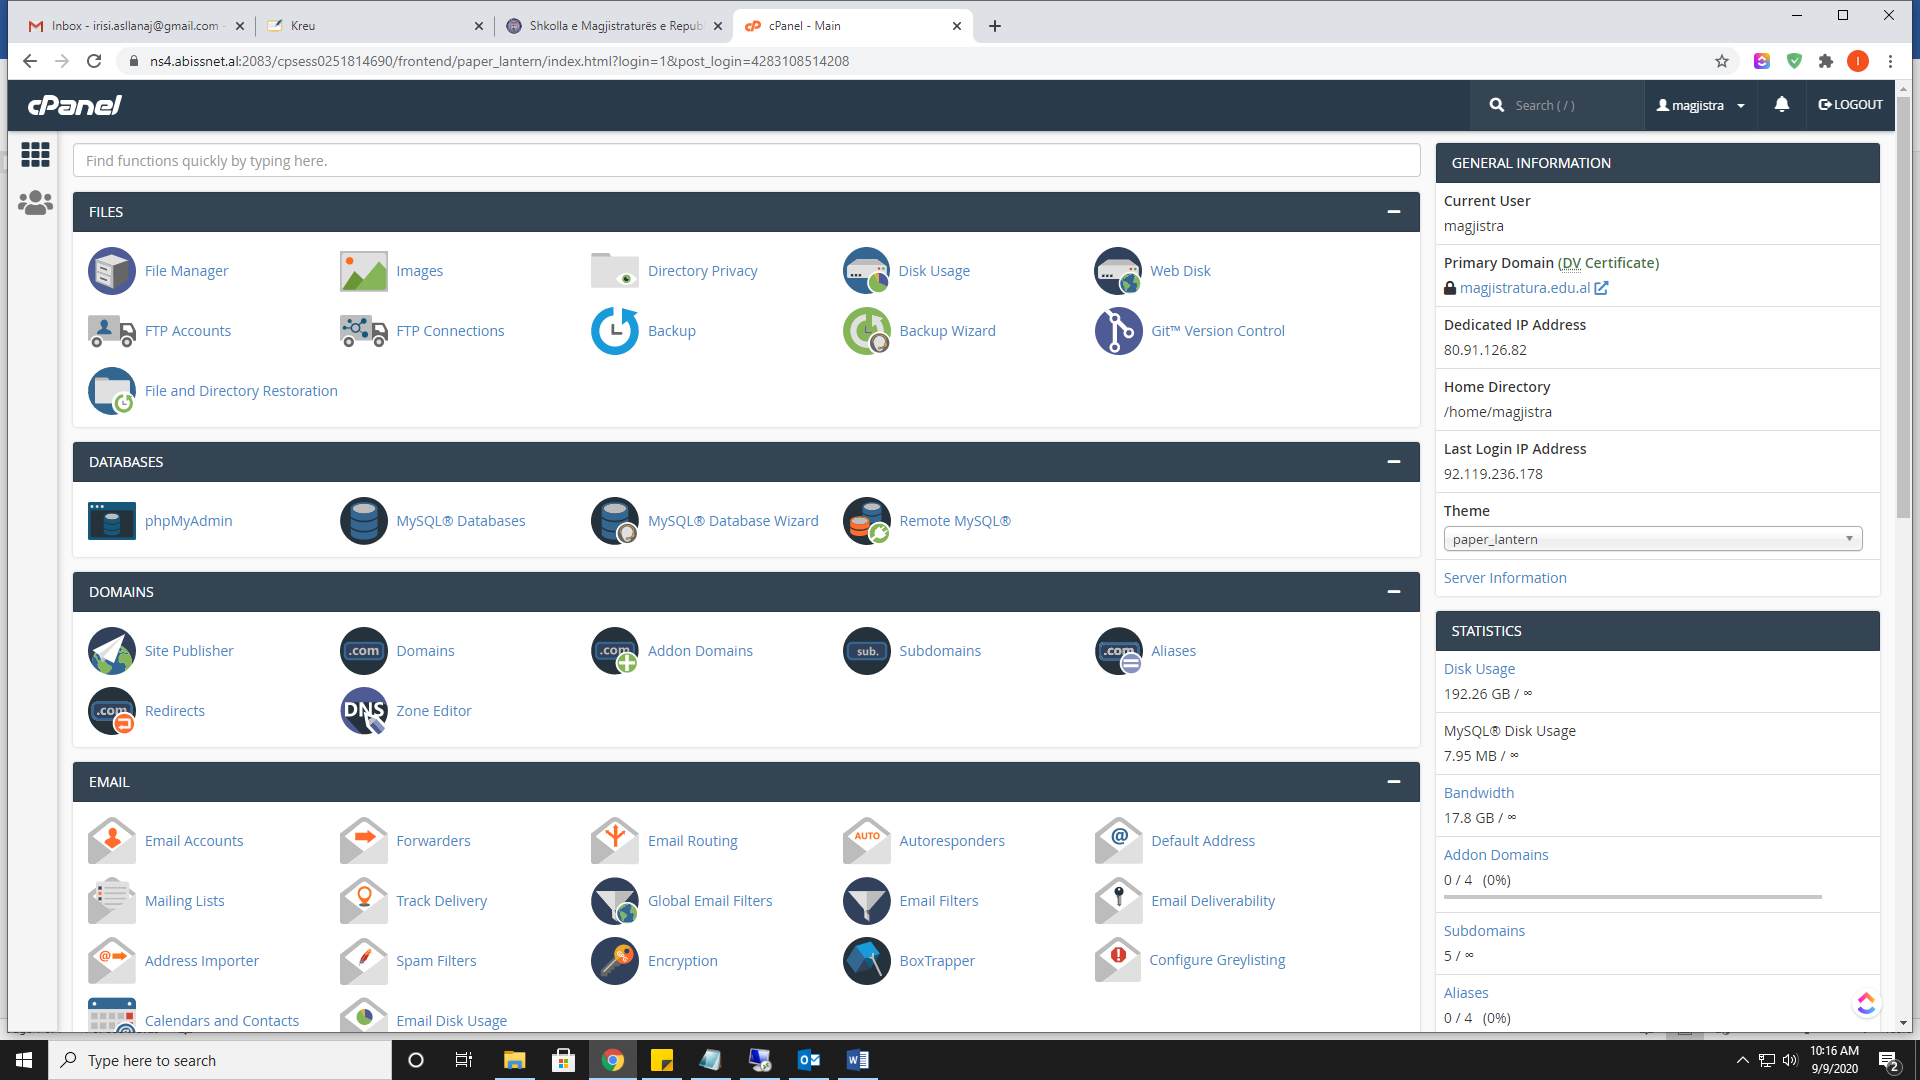 Inbox - irisi.asllanaj@gmail.com -
Kreu
Shkolla e Magjistraturës e Republ
cPanel - Main
ns4.abissnet.al:2083/cpsess0251814690/frontend/paper_lantern/index.html?login=1&post_login=4283108514208
I
cPanel
Search ( / )
magjistra
LOGOUT
Find functions quickly by typing here.
FILES
File Manager
Images
Directory Privacy
Disk Usage
Web Disk
FTP Accounts
FTP Connections
Backup
Backup Wizard
Git™ Version Control
File and Directory Restoration
DATABASES
phpMyAdmin
MySQL® Databases
MySQL® Database Wizard
Remote MySQL®
DOMAINS
Site Publisher
.com
Domains
.com
Addon Domains
sub.
Subdomains
.com
Aliases
.com
Redirects
DNS
Zone Editor
EMAIL
Email Accounts
Forwarders
Email Routing
AUTO
Autoresponders
@
Default Address
Mailing Lists
Track Delivery
Global Email Filters
Email Filters
Email Deliverability
@
Address Importer
Spam Filters
Encryption
BoxTrapper
Configure Greylisting
@
Calendars and Contacts
Email Disk Usage
GENERAL INFORMATION
Current User
magjistra
Primary Domain (DV Certificate)
magjistratura.edu.al
Dedicated IP Address
80.91.126.82
Home Directory
/home/magjistra
Last Login IP Address
92.119.236.178
Theme
paper_lantern
Server Information
STATISTICS
Disk Usage
192.26 GB / ∞
MySQL® Disk Usage
7.95 MB / ∞
Bandwidth
17.8 GB / ∞
Addon Domains
0 / 4 (0%)
Subdomains
5 / ∞
Aliases
0 / 4 (0%)
Type here to search
10:16 AM
9/9/2020
2